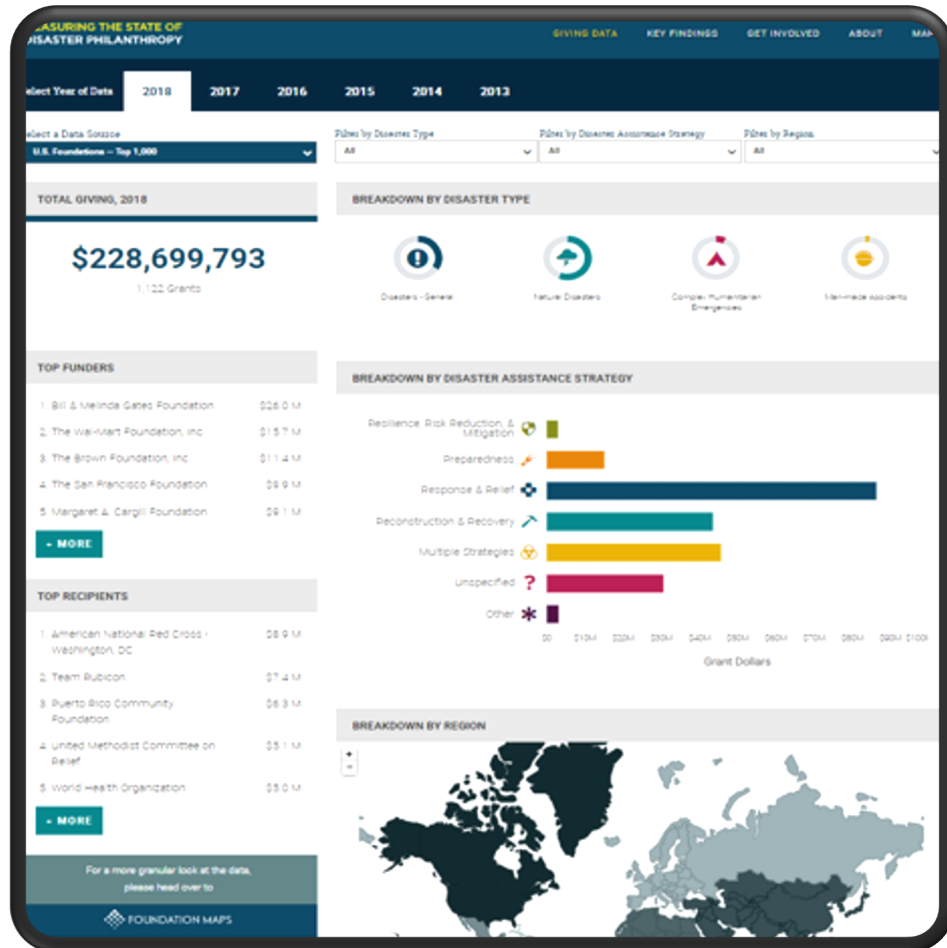 EASURING THE STATE OF
DISASTER PHILANTHROPY
GIVING DATA KEY FINDINGS GET INVOLVED ABOUT MAP
elect Year of Data 2018 2017 2016 2015 2014 2013
elect a Data Source
U.S. Foundations – Top 1,000
Filter by Disaster Type
All
Filter by Disaster Assistance Strategy
All
Filter by Region
All
TOTAL GIVING, 2018
$228,699,793
1,122 Grants
BREAKDOWN BY DISASTER TYPE
Disasters - General
Natural Disasters
Complex Humanitarian
Emergencies
Man-made Accidents
TOP FUNDERS
1. Bill & Melinda Gates Foundation $26.0 M
2. The Wal-Mart Foundation, Inc. $15.7 M
3. The Brown Foundation, Inc. $11.4 M
4. The San Francisco Foundation $9.9 M
5. Margaret A. Cargill Foundation $9.1 M
+ MORE
TOP RECIPIENTS
1. American National Red Cross -
Washington, DC $8.9 M
2. Team Rubicon $7.4 M
3. Puerto Rico Community
Foundation $6.3 M
4. United Methodist Committee on
Relief $5.1 M
5. World Health Organization $5.0 M
+ MORE
For a more granular look at the data,
please head over to
FOUNDATION MAPS
BREAKDOWN BY DISASTER ASSISTANCE STRATEGY
Resilience, Risk Reduction, &
Mitigation
Preparedness
Response & Relief
Reconstruction & Recovery
Multiple Strategies
unspecified
Other
$0 $10M $20M $30M $40M $50M $60M $70M $80M $90M $100
Grant Dollars
BREAKDOWN BY REGION
+
−